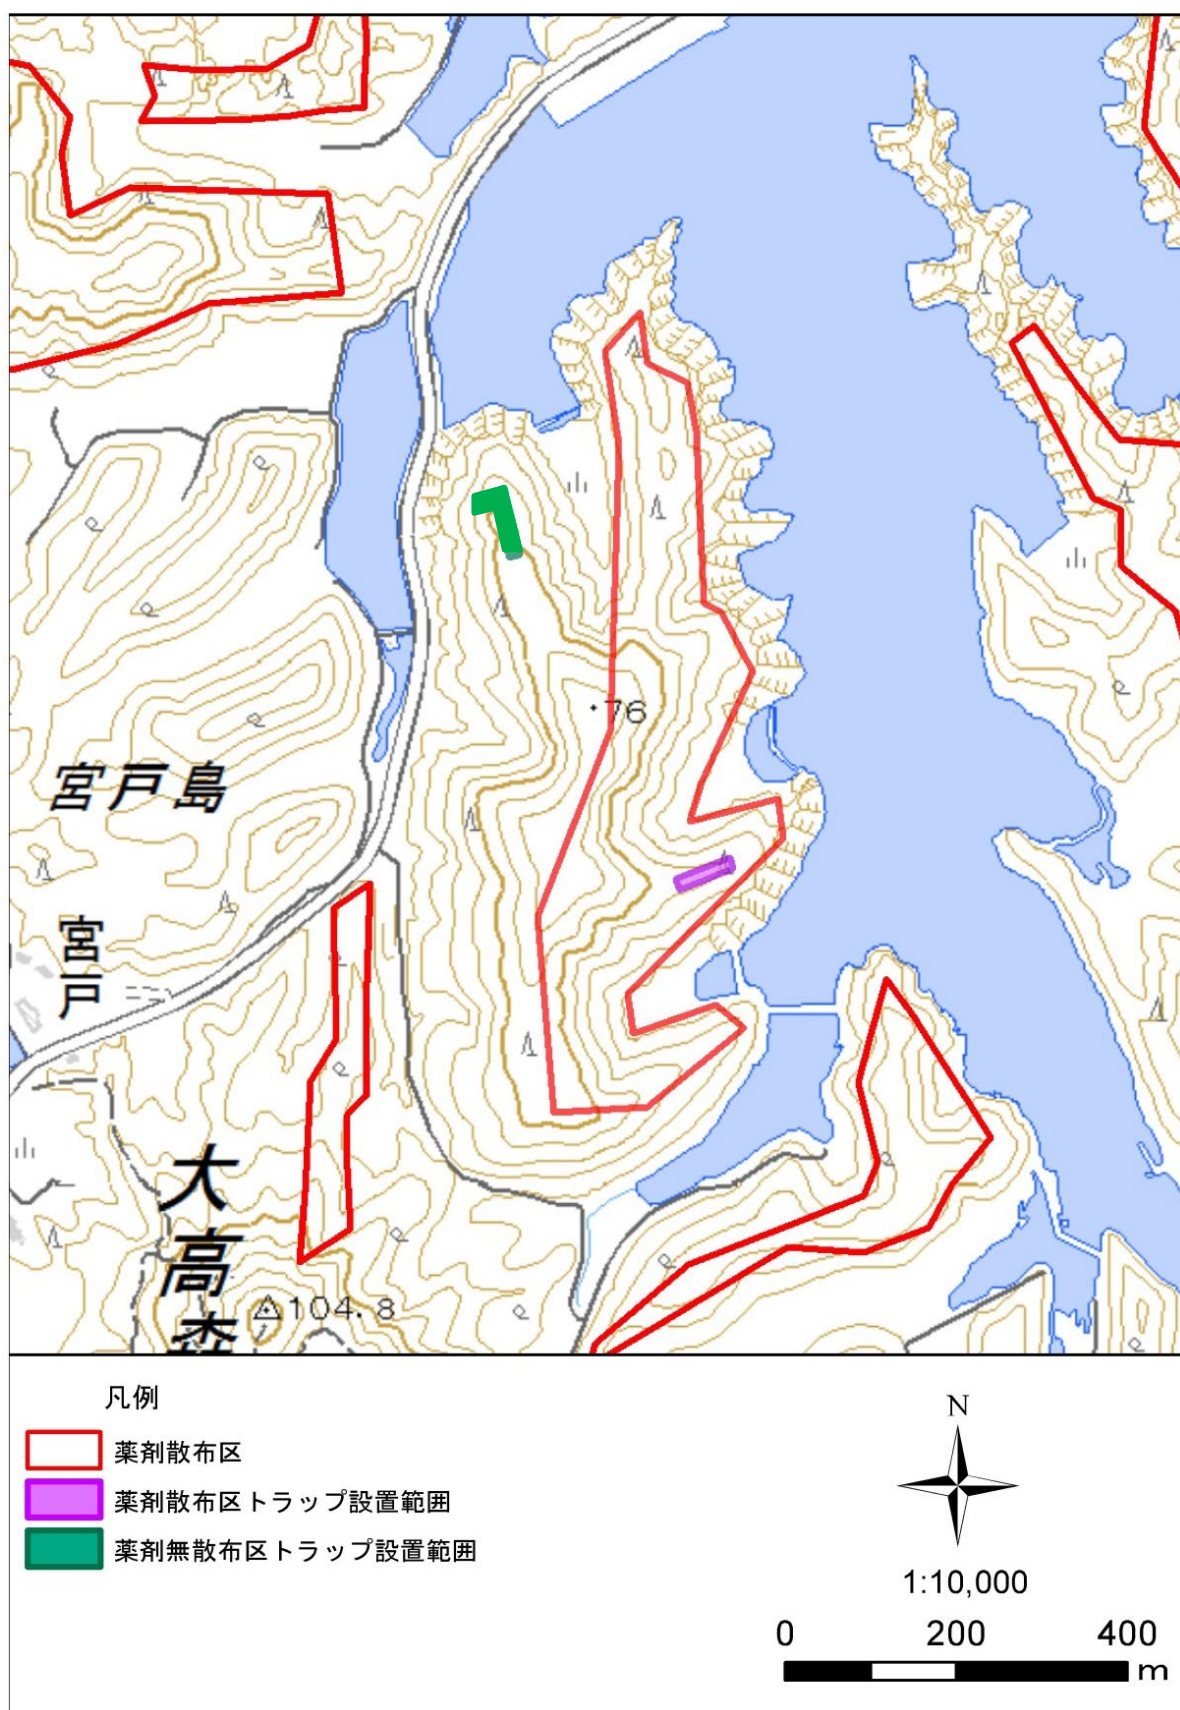 ・76
宮戸島
宮戸
大高森
104.8
凡例
薬剤散布区
薬剤散布区トラップ設置範囲
薬剤無散布区トラップ設置範囲
N
1:10,000
0 200 400
m